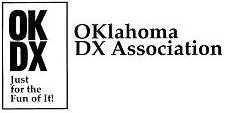 OK
DX
Just
for the
Fun of It!
OKlahoma
DX Association